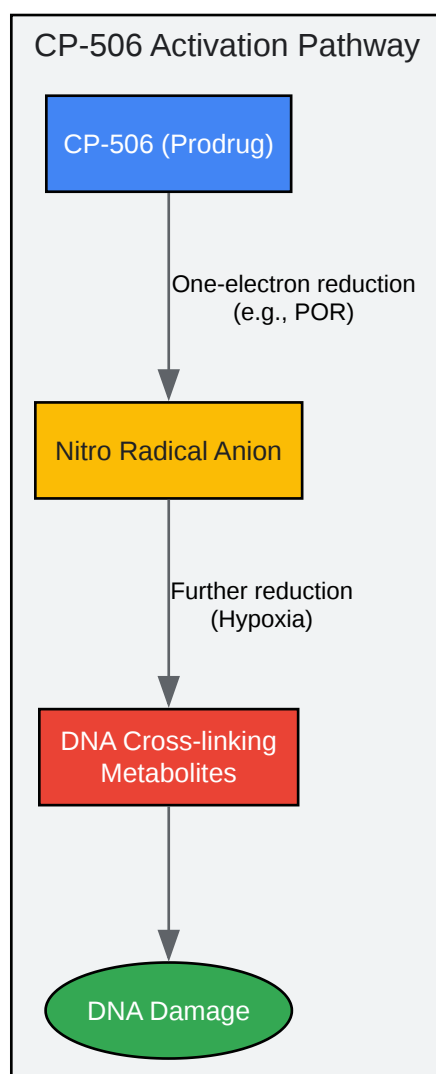 CP-506 Activation Pathway
CP-506 (Prodrug)
One-electron reduction
(e.g., POR)
Nitro Radical Anion
Further reduction
(Hypoxia)
DNA Cross-linking
Metabolites
DNA Damage